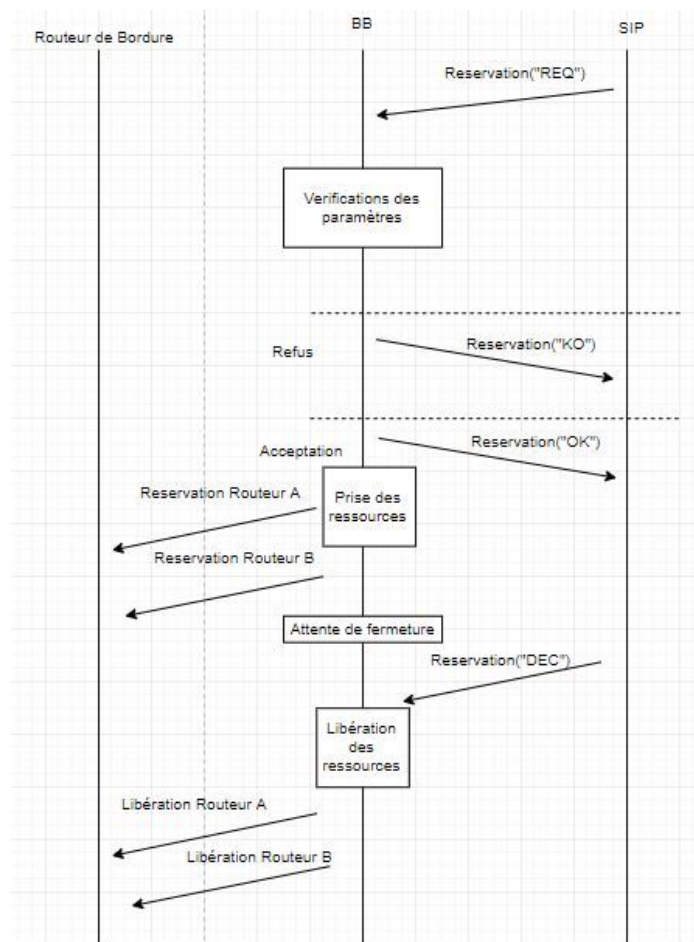 Routeur de Bordure
BB
SIP
Reservation("REQ")
Verifications des
paramètres
Refus
Reservation("KO")
Acceptation
Reservation("OK")
Reservation Routeur A
Prise des
ressources
Reservation Routeur B
Attente de fermeture
Reservation("DEC")
Libération
des
ressources
Libération Routeur A
Libération Routeur B